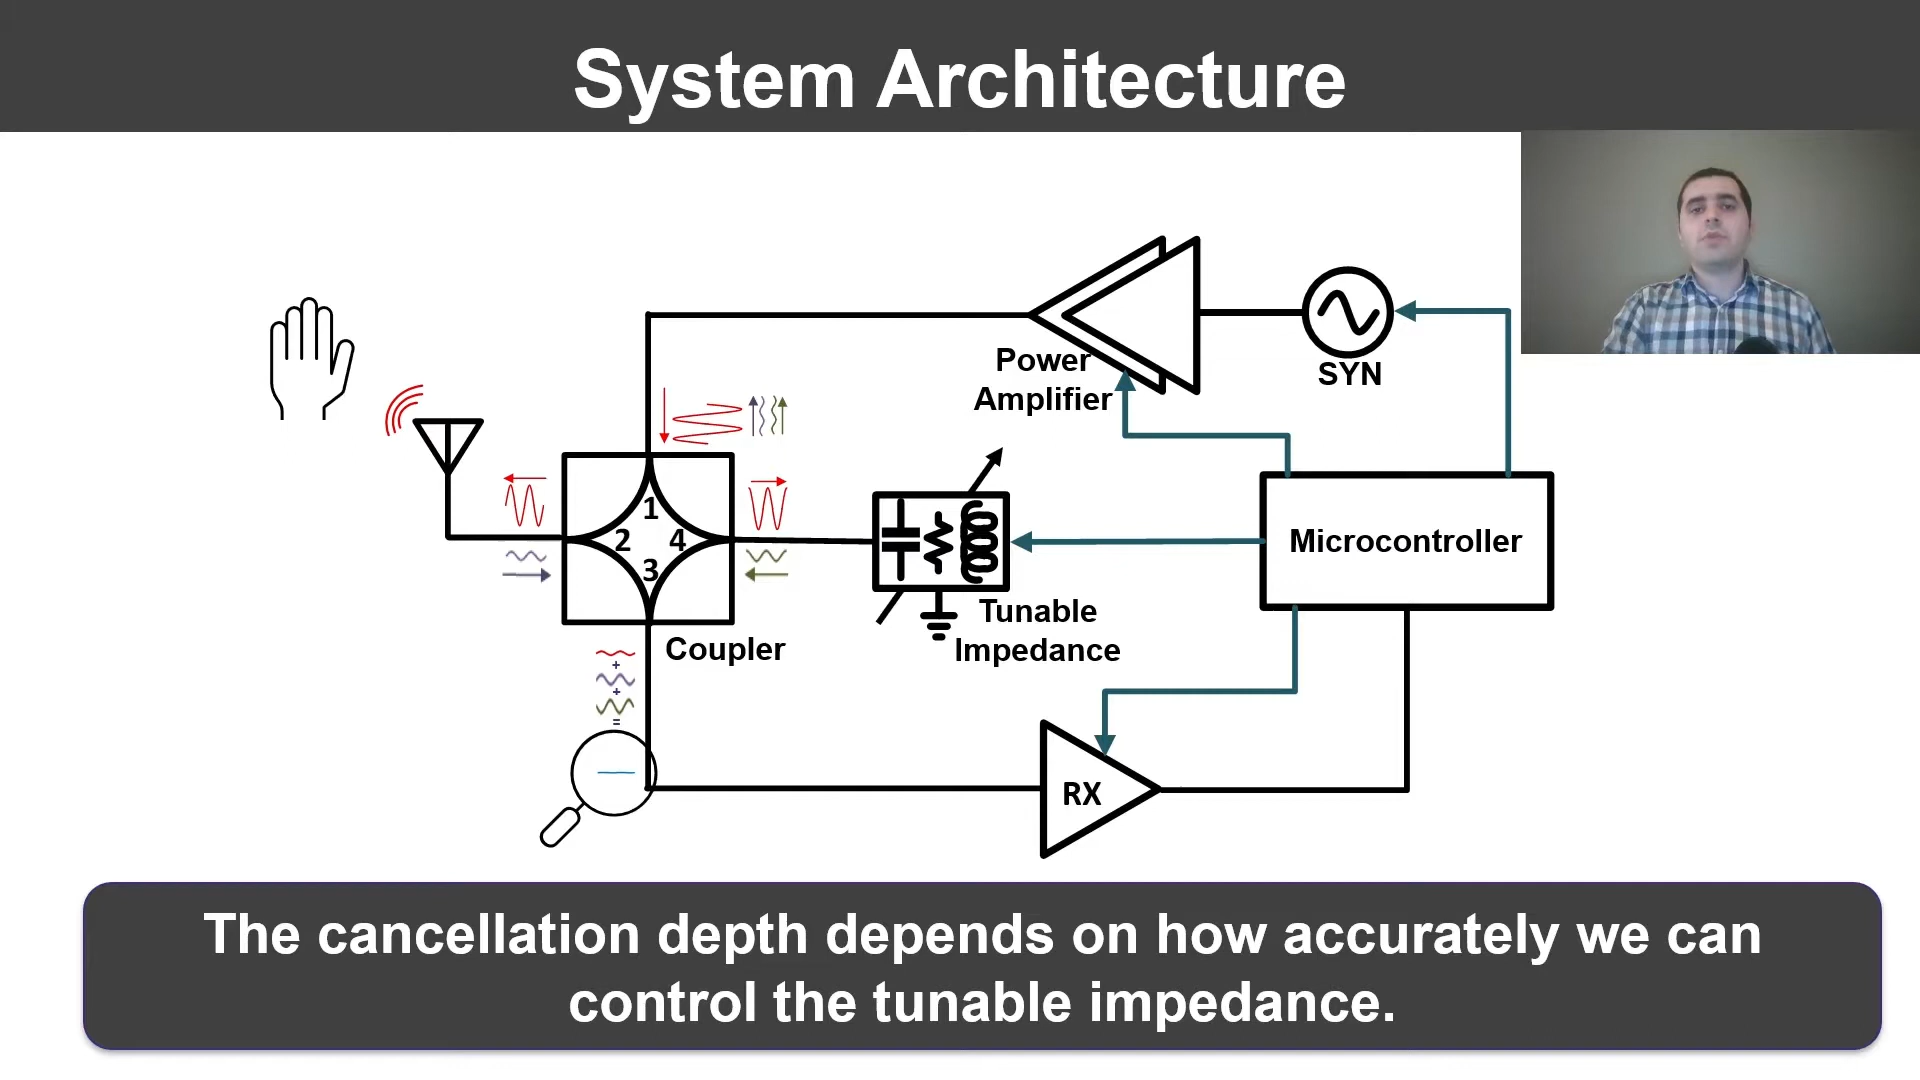 System Architecture
Power
Amplifier
SYN
1
2
4
3
Microcontroller
Tunable
Impedance
Coupler
+
+
=
RX
The cancellation depth depends on how accurately we can
control the tunable impedance.